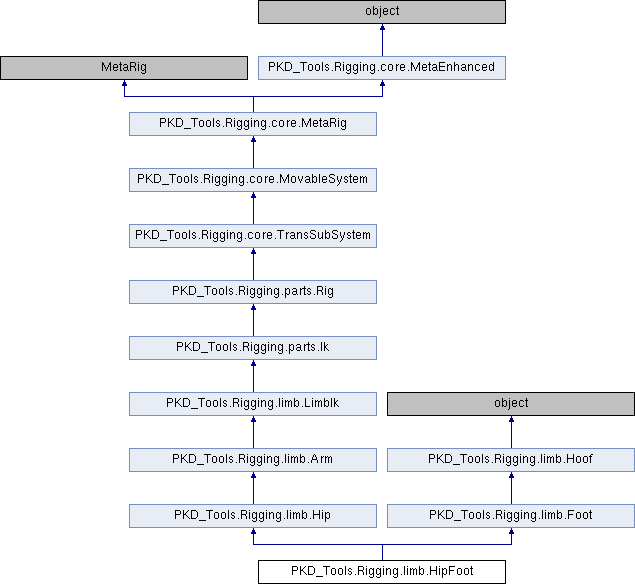 object
MetaRig
PKD_Tools.Rigging.core.MetaEnhanced
PKD_Tools.Rigging.core.MetaRig
PKD_Tools.Rigging.core.MovableSystem
PKD_Tools.Rigging.core.TransSubSystem
PKD_Tools.Rigging.parts.Rig
PKD_Tools.Rigging.parts.Ik
PKD_Tools.Rigging.limb.LimbIk
object
PKD_Tools.Rigging.limb.Arm
PKD_Tools.Rigging.limb.Hoof
PKD_Tools.Rigging.limb.Hip
PKD_Tools.Rigging.limb.Foot
PKD_Tools.Rigging.limb.HipFoot